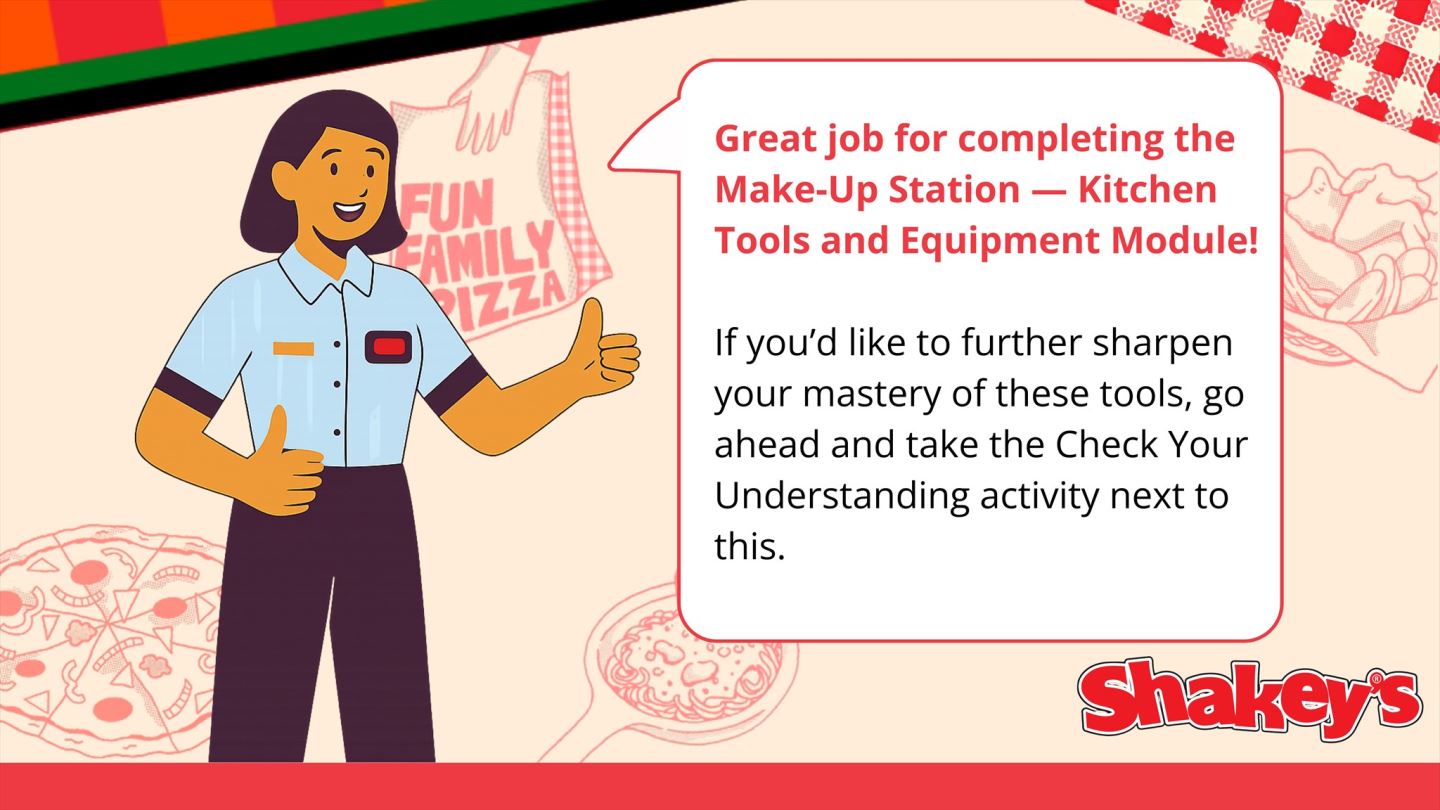 FUN
FAMILY
PIZZA
Great job for completing the
Make-Up Station — Kitchen
Tools and Equipment Module!
If you’d like to further sharpen
your mastery of these tools, go
ahead and take the Check Your
Understanding activity next to
this.
Shakey's®